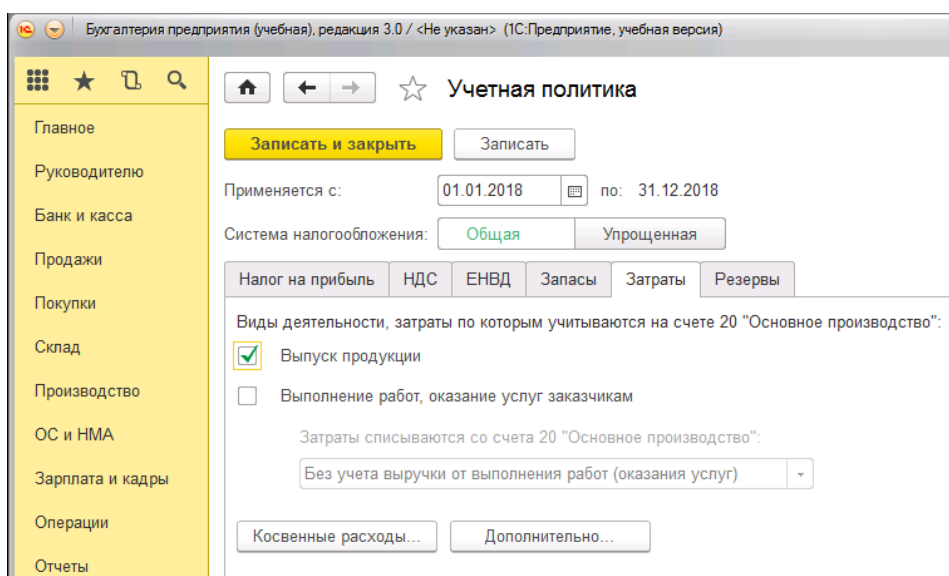 1С Бухгалтерия предприятия (учебная), редакция 3.0 / <Не указан> (1С:Предприятие, учебная версия)
Учетная политика
Главное
Записать и закрыть Записать
Руководителю
Применяется с: 01.01.2018 по: 31.12.2018
Банк и касса
Система налогообложения: Общая Упрощенная
Продажи
Налог на прибыль НДС ЕНВД Запасы Затраты Резервы
Покупки
Виды деятельности, затраты по которым учитываются на счете 20 "Основное производство":
Склад
Выпуск продукции
Производство
Выполнение работ, оказание услуг заказчикам
ОС и НМА
Затраты списываются со счета 20 "Основное производство":
Зарплата и кадры
Без учета выручки от выполнения работ (оказания услуг)
Операции
Косвенные расходы... Дополнительно...
Отчеты